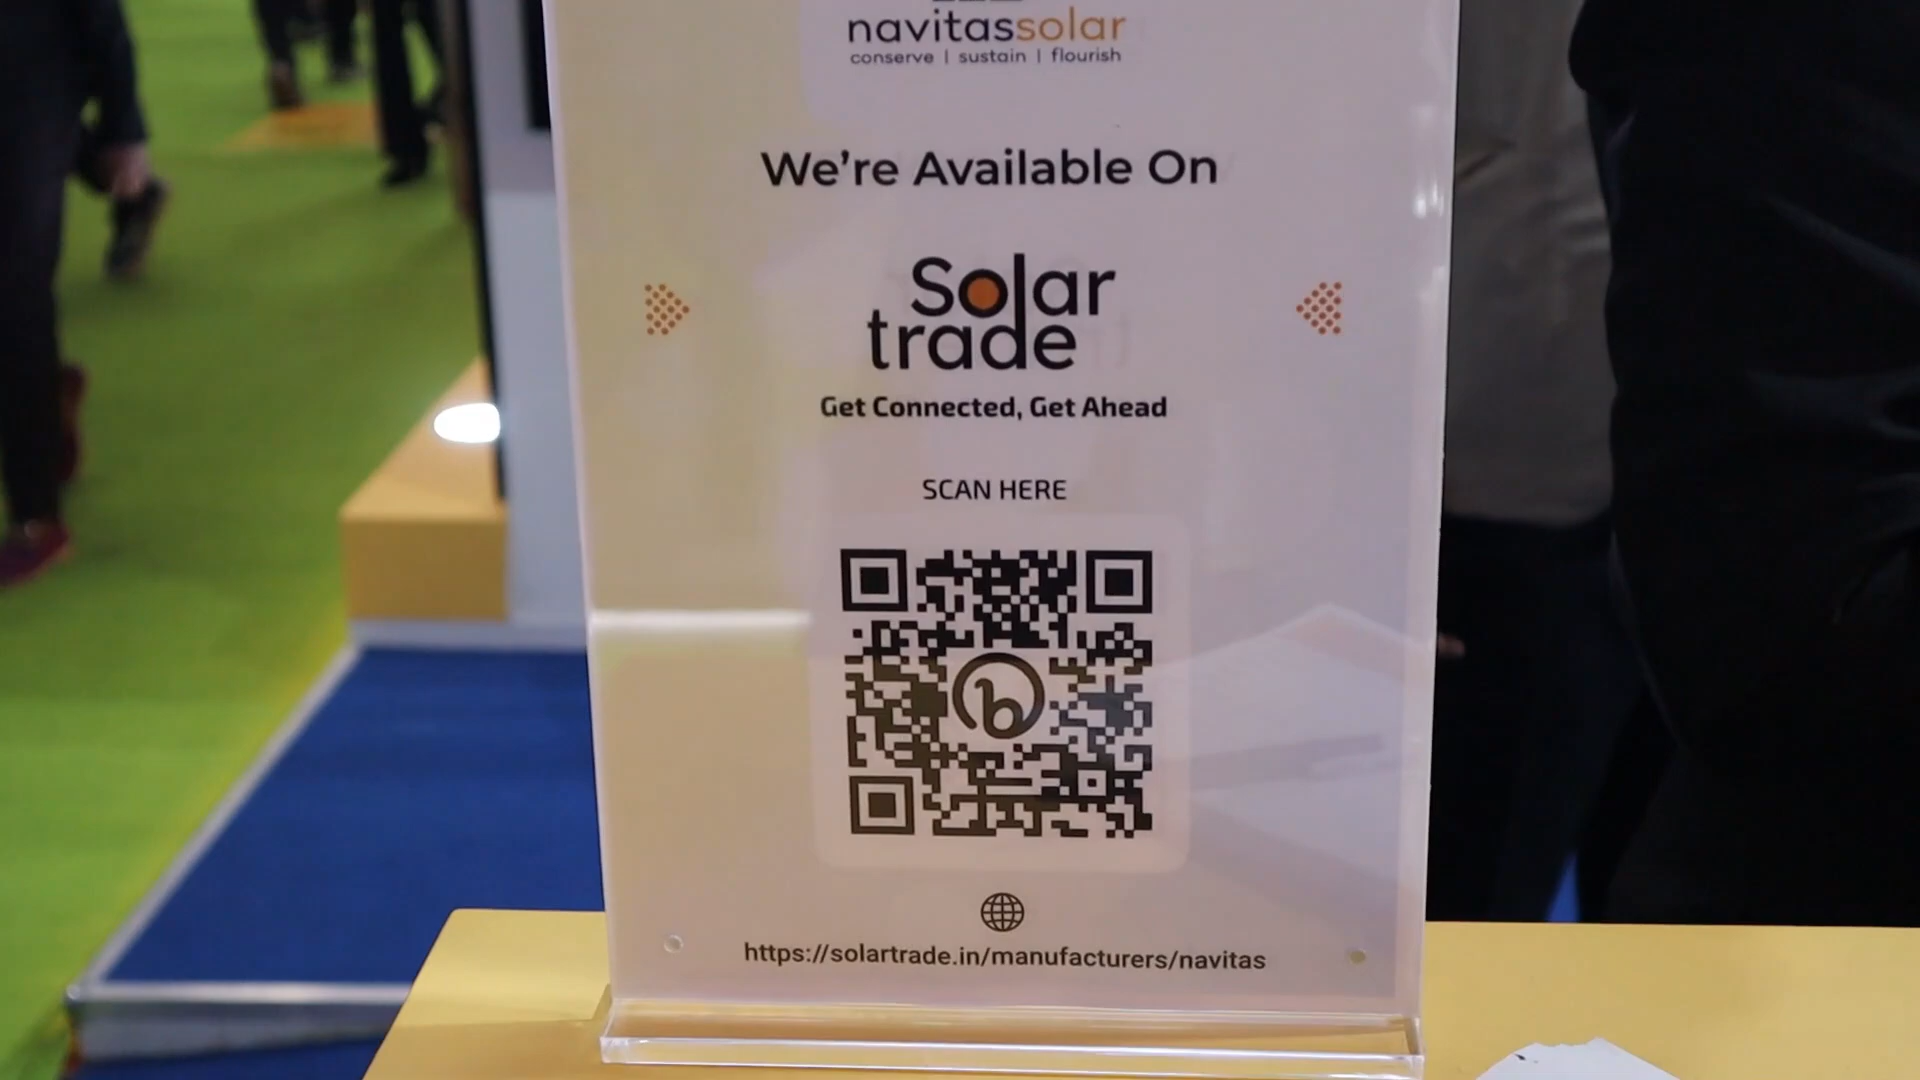 navitassolar
conserve | sustain | flourish
We're Available On
Solar
trade
Get Connected, Get Ahead
SCAN HERE
b
https://solartrade.in/manufacturers/navitas